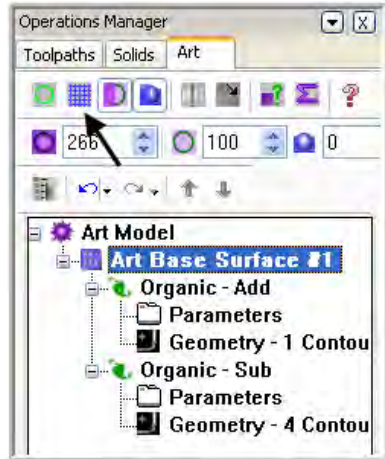 Operations Manager
Toolpaths Solids Art
266 100 0
Art Model
Art Base Surface #1
Organic - Add
Parameters
Geometry - 1 Contou
Organic - Sub
Parameters
Geometry - 4 Contou